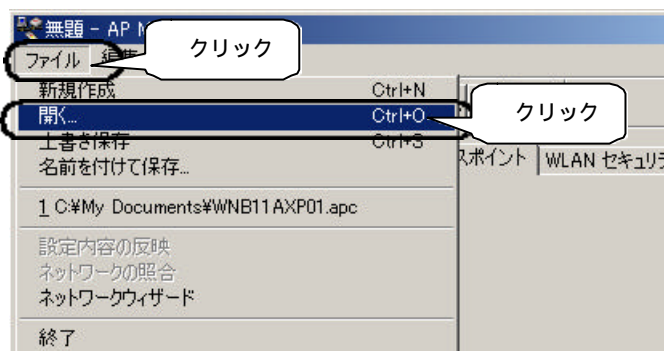 無題 - AP
クリック
ファイル 編集
新規作成 Ctrl+N
開く... Ctrl+O
クリック
上書き保存 Ctrl+S
名前を付けて保存...
スポイント WLAN セキュリテ
1 C:¥My Documents¥WNB11AXP01.apc
設定内容の反映
ネットワークの照合
ネットワークウィザード
終了